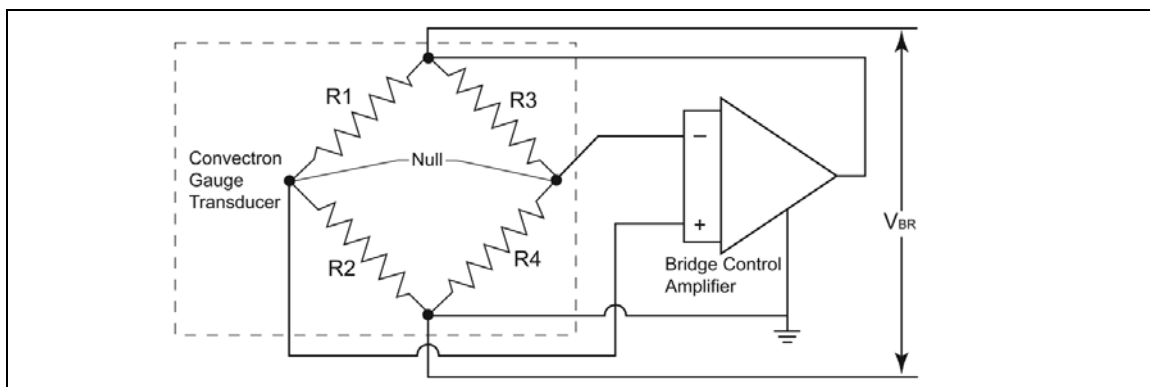 R1
R3
Convectron
Gauge
Transducer
Null
−
+
VBR
R2
R4
Bridge Control
Amplifier